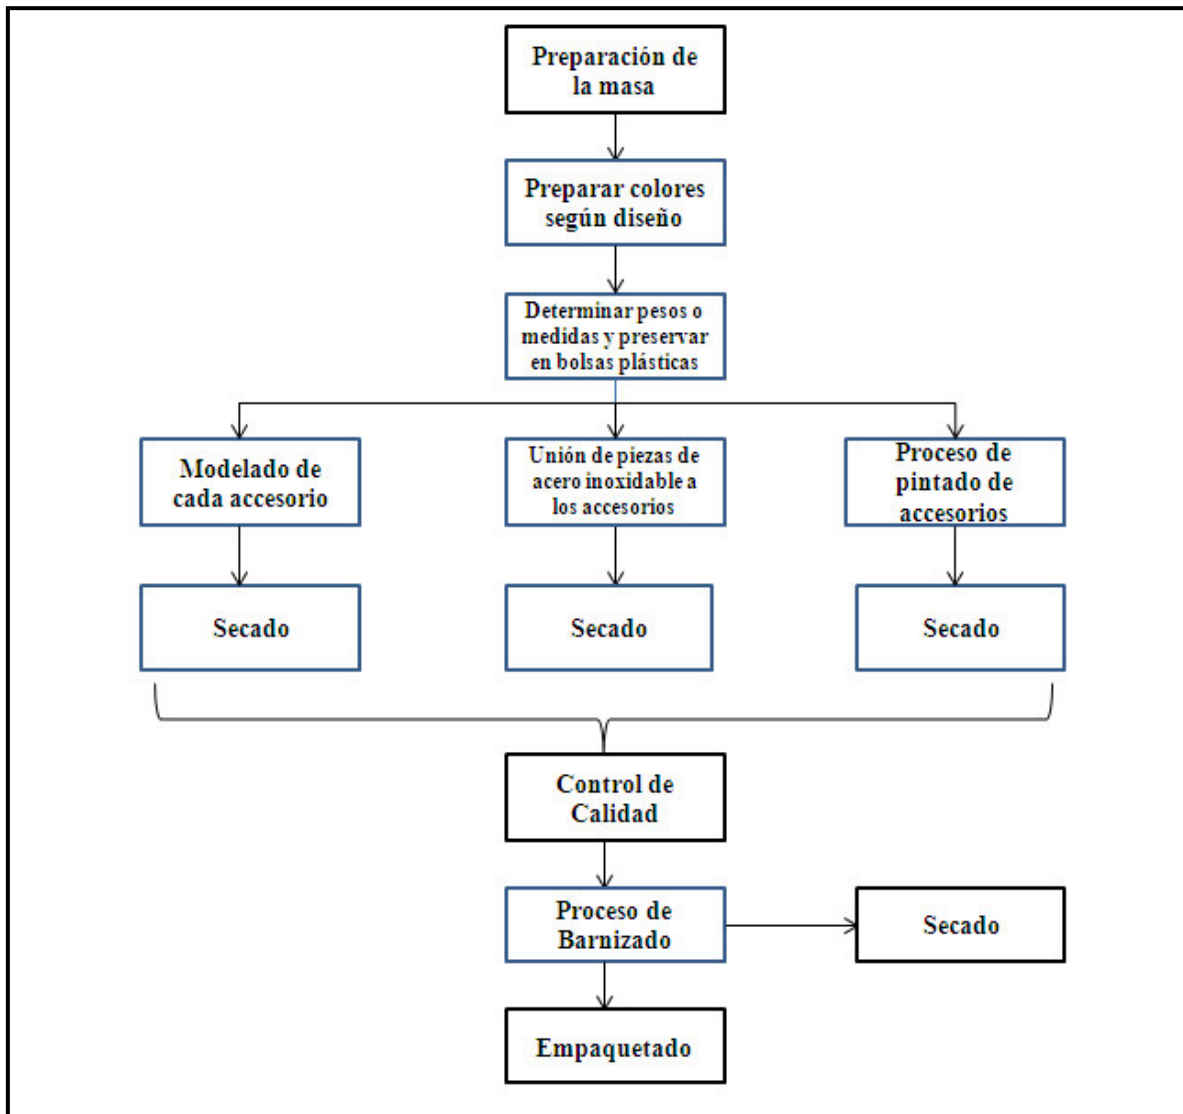 Preparación de
la masa
Preparar colores
según diseño
Determinar pesos o
medidas y preservar
en bolsas plásticas
Modelado de
cada accesorio
Unión de piezas de
acero inoxidable a
los accesorios
Proceso de
pintado de
accesorios
Secado
Secado
Secado
Control de
Calidad
Proceso de
Barnizado
Secado
Empaquetado